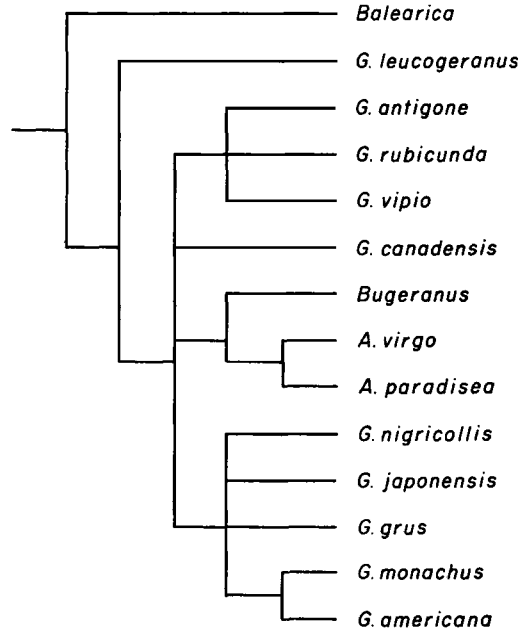 Balearica
G. leucogeranus
G. antigone
G. rubicunda
G. vipio
G. canadensis
Bugeranus
A. virgo
A. paradisea
G. nigricollis
G. japonensis
G. grus
G. monachus
G. americana